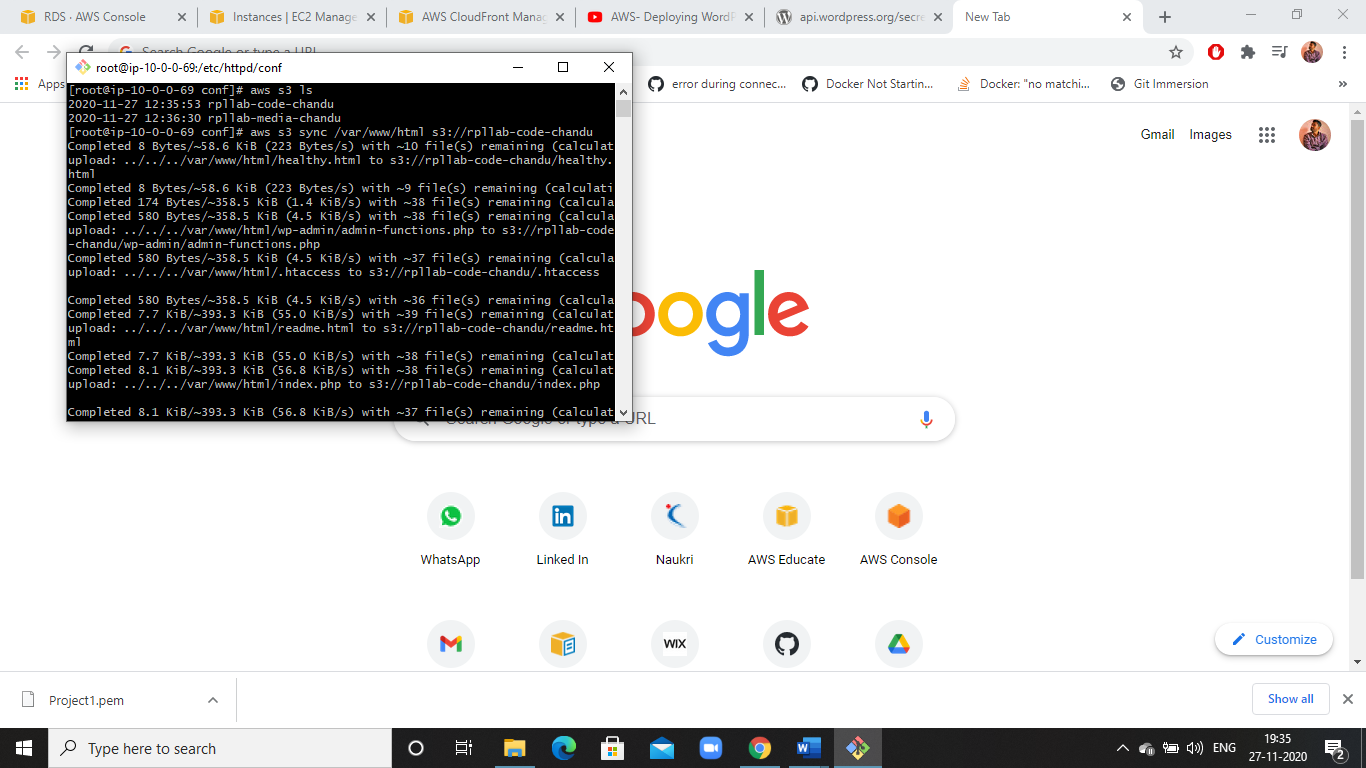 RDS · AWS Console
Instances | EC2 Manage
AWS CloudFront Manag
AWS- Deploying WordP
api.wordpress.org/secre
New Tab
Search Google or type a URL
Apps
error during connec...
Docker Not Startin...
Docker: "no matchi...
Git Immersion
root@ip-10-0-0-69:/etc/httpd/conf
[root@ip-10-0-0-69 conf]# aws s3 ls
2020-11-27 12:35:53 rpllab-code-chandu
2020-11-27 12:36:30 rpllab-media-chandu
[root@ip-10-0-0-69 conf]# aws s3 sync /var/www/html s3://rpllab-code-chandu
Completed 8 Bytes/~58.6 KiB (223 Bytes/s) with ~10 file(s) remaining (calculat
upload: ../../../var/www/html/healthy.html to s3://rpllab-code-chandu/healthy.
html
Completed 8 Bytes/~58.6 KiB (223 Bytes/s) with ~9 file(s) remaining (calculati
Completed 174 Bytes/~358.5 KiB (1.4 KiB/s) with ~38 file(s) remaining (calcula
Completed 580 Bytes/~358.5 KiB (4.5 KiB/s) with ~38 file(s) remaining (calcula
upload: ../../../var/www/html/wp-admin/admin-functions.php to s3://rpllab-code
-chandu/wp-admin/admin-functions.php
Completed 580 Bytes/~358.5 KiB (4.5 KiB/s) with ~37 file(s) remaining (calcula
upload: ../../../var/www/html/.htaccess to s3://rpllab-code-chandu/.htaccess
Completed 580 Bytes/~358.5 KiB (4.5 KiB/s) with ~36 file(s) remaining (calcula
Completed 7.7 KiB/~393.3 KiB (55.0 KiB/s) with ~39 file(s) remaining (calculat
upload: ../../../var/www/html/readme.html to s3://rpllab-code-chandu/readme.ht
ml
Completed 7.7 KiB/~393.3 KiB (55.0 KiB/s) with ~38 file(s) remaining (calculat
Completed 8.1 KiB/~393.3 KiB (56.8 KiB/s) with ~38 file(s) remaining (calculat
upload: ../../../var/www/html/index.php to s3://rpllab-code-chandu/index.php
Completed 8.1 KiB/~393.3 KiB (56.8 KiB/s) with ~37 file(s) remaining (calculat
Gmail Images
oogle
Search Google or type a URL
WhatsApp
Linked In
Naukri
AWS Educate
AWS Console
WIX
Customize
Project1.pem
Show all
Type here to search
ENG
19:35
27-11-2020
2